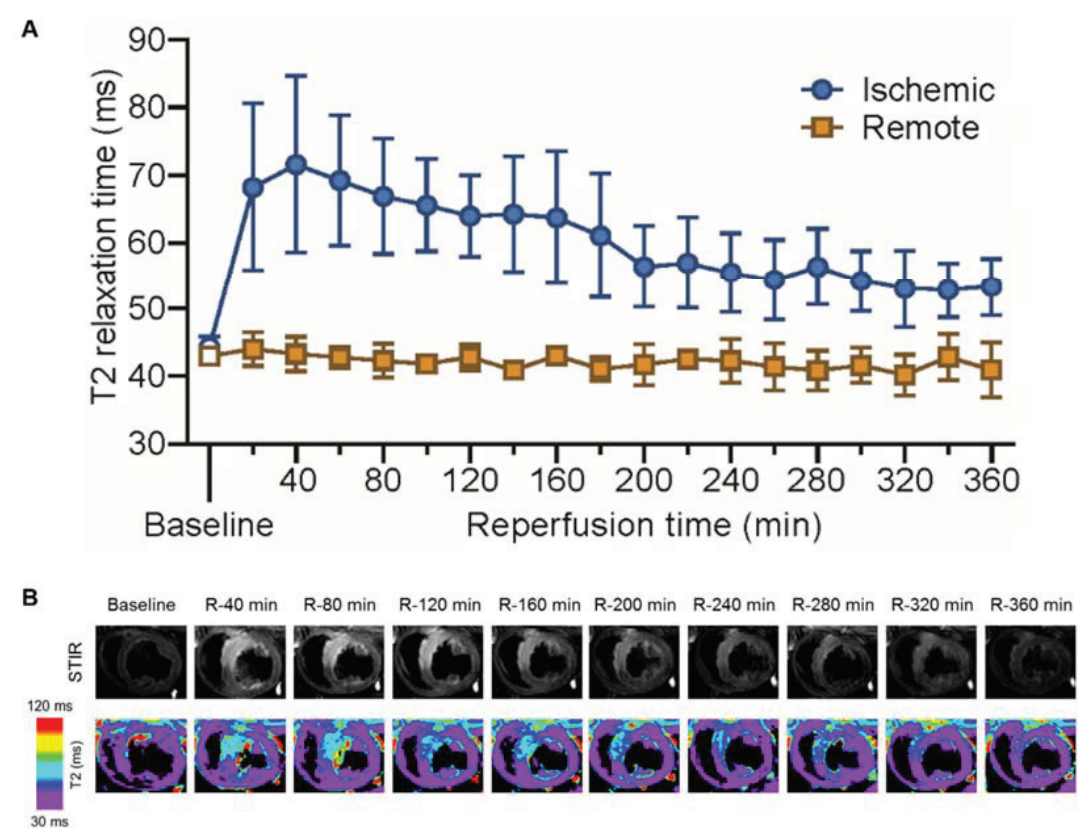 A
90
80
70
60
50
40
30
T2 relaxation time (ms)
Ischemic
Remote
40 80 120 160 200 240 280 320 360
Baseline
Reperfusion time (min)
B
Baseline R-40 min R-80 min R-120 min R-160 min R-200 min R-240 min R-280 min R-320 min R-360 min
STIR
120 ms
T2 (ms)
30 ms